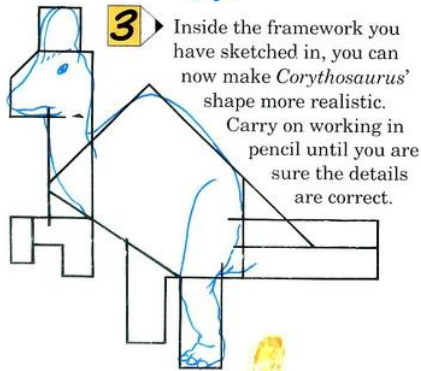 3
Inside the framework you
have sketched in, you can
now make Corythosaurus'
shape more realistic.
Carry on working in
pencil until you are
sure the details
are correct.